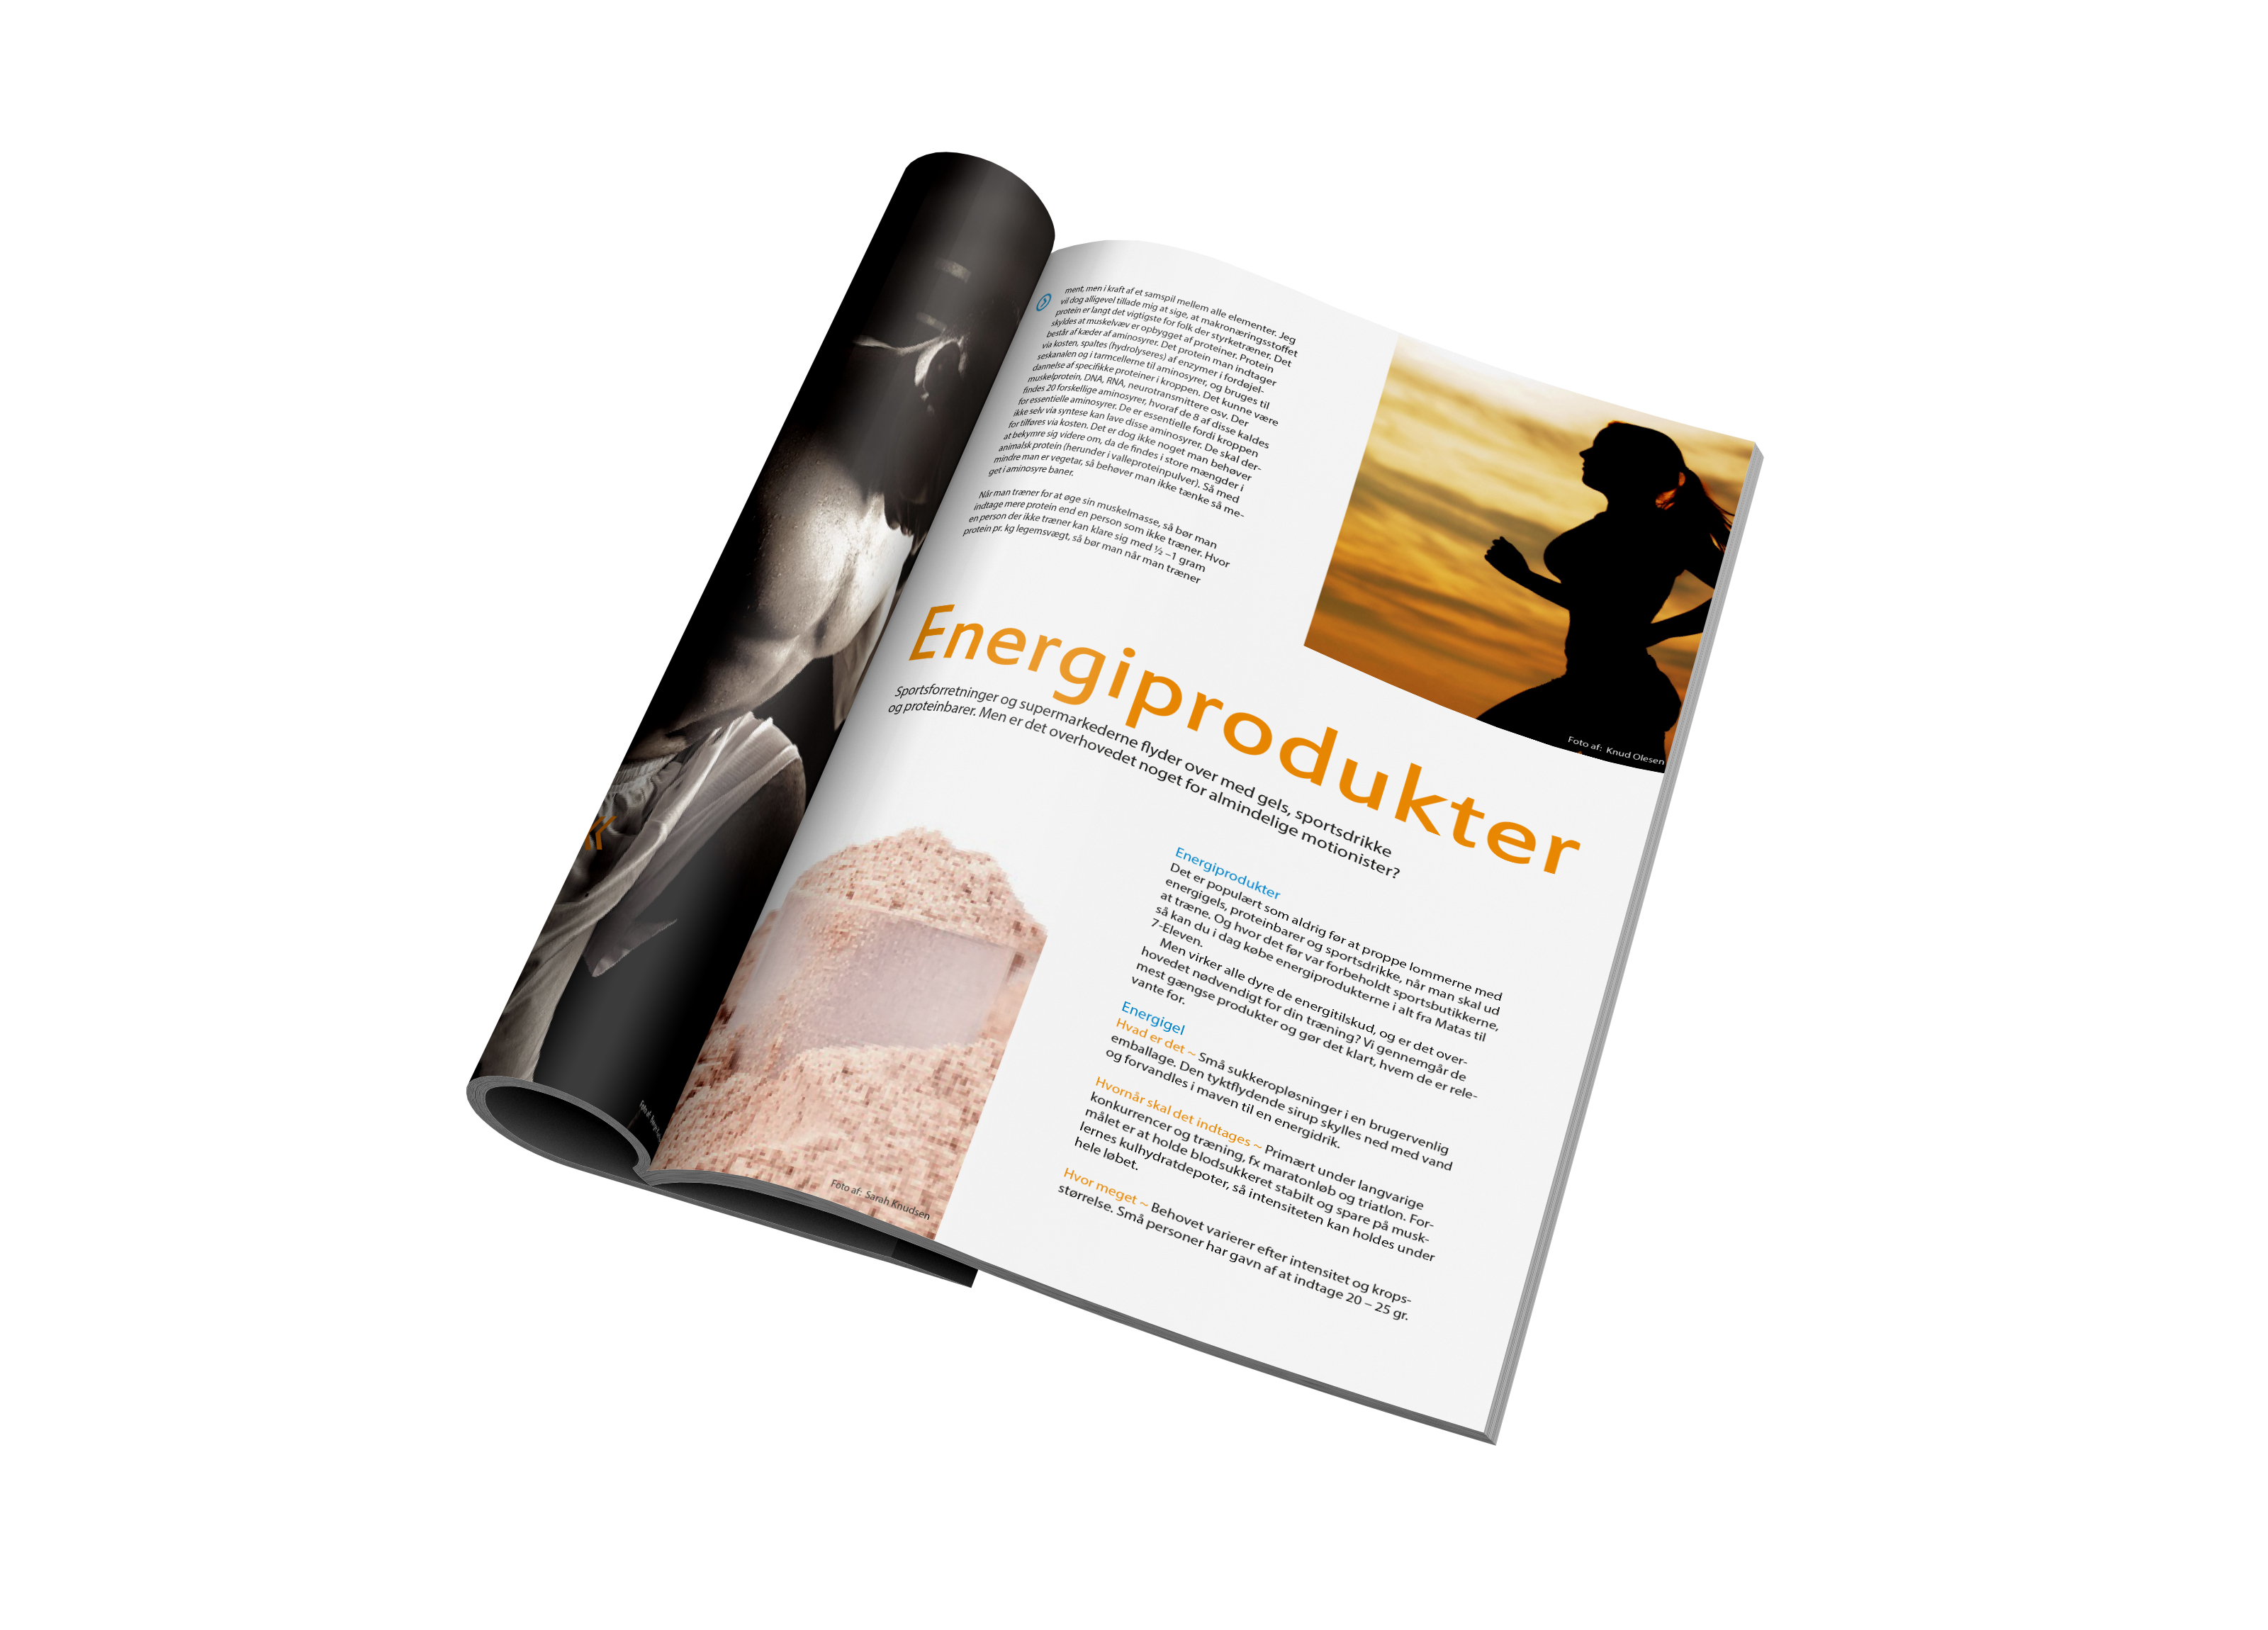 ment, men i kraft af et samspil mellem alle elementer. Jeg
vil dog alligevel tillade mig at sige, at makronæringsstoffet
protein er langt det vigtigste for folk der styrketræner. Det
skyldes at muskelvæv er opbygget af proteiner. Protein
består af kæder af aminosyrer. Det protein man indtager
via kosten, spaltes (hydrolyseres) af enzymer i fordøjel-
seskanalen og i tarmcellerne til aminosyrer, og bruges til
dannelse af specifikke proteiner i kroppen. Det kunne være
muskelprotein, DNA, RNA, neurotransmittere osv. Der
findes 20 forskellige aminosyrer, hvoraf de 8 af disse kaldes
for essentielle aminosyrer. De er essentielle fordi kroppen
ikke selv via syntese kan lave disse aminosyrer. De skal der-
for tilføres via kosten. Det er dog ikke noget man behøver
at bekymre sig videre om, da de findes i store mængder i
animalsk protein (herunder i valleproteinpulver). Så med
mindre man er vegetar, så behøver man ikke tænke så me-
get i aminosyre baner.
Når man træner for at øge sin muskelmasse, så bør man
indtage mere protein end en person som ikke træner. Hvor
en person der ikke træner kan klare sig med ½ –1 gram
protein pr. kg legemsvægt, så bør man når man træner
Foto af: Knud Olesen
Energiprodukter
Sportsforretninger og supermarkederne flyder over med gels, sportsdrikke
og proteinbarer. Men er det overhovedet noget for almindelige motionister?
Energiprodukter
Det er populært som aldrig før at proppe lommerne med
energigels, proteinbarer og sportsdrikke, når man skal ud
at træne. Og hvor det før var forbeholdt sportsbutikkerne,
så kan du i dag købe energiprodukterne i alt fra Matas til
7-Eleven.
Men virker alle dyre de energitilskud, og er det over-
hovedet nødvendigt for din træning? Vi gennemgår de
mest gængse produkter og gør det klart, hvem de er rele-
vante for.
Energigel
Hvad er det ~ Små sukkeropløsninger i en brugervenlig
emballage. Den tyktflydende sirup skylles ned med vand
og forvandles i maven til en energidrik.
Hvornår skal det indtages ~ Primært under langvarige
konkurrencer og træning, fx maratonløb og triatlon. For-
målet er at holde blodsukkeret stabilt og spare på musk-
lernes kulhydratdepoter, så intensiteten kan holdes under
hele løbet.
Hvor meget ~ Behovet varierer efter intensitet og krops-
størrelse. Små personer har gavn af at indtage 20 – 25 gr.
Foto af: Sarah Knudsen
Foto af: